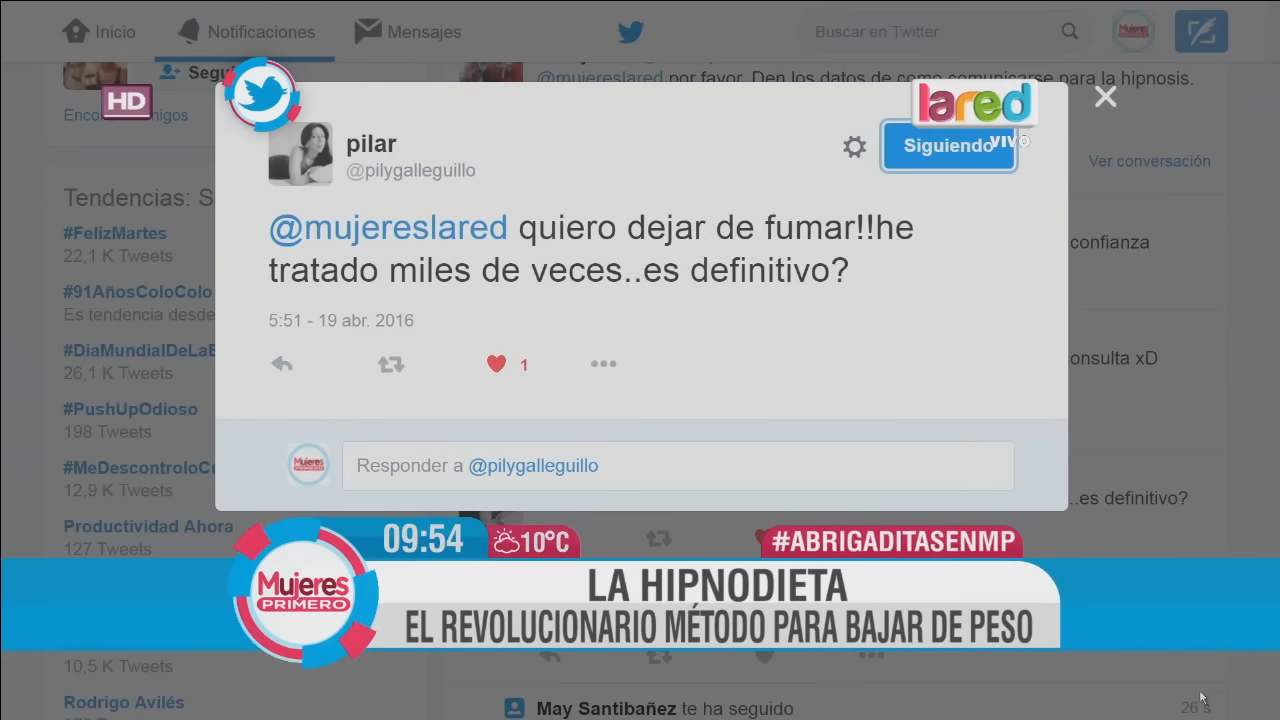 Inicio
Notificaciones
Mensajes
Buscar en Twitter
Mujeres
@mujereslared por favor. Den los datos de como comunicarse para la hipnosis.
HD
lared
VIVO
pilar
@pilygalleguillo
Siguiendo
Ver conversación
@mujereslared quiero dejar de fumar!!he
tratado miles de veces..es definitivo?
5:51 - 19 abr. 2016
1
Responder a @pilygalleguillo
Tendencias: S
#FelizMartes
22,1 K Tweets
#91AñosColoColo
Es tendencia desde
#DiaMundialDeLaB
26,1 K Tweets
#PushUpOdioso
198 Tweets
#MeDescontroloCu
12,9 K Tweets
Productividad Ahora
127 Tweets
confianza
onsulta xD
..es definitivo?
09:54
10°C
#ABRIGADITASENMP
Mujeres
PRIMERO
LA HIPNODIETA
EL REVOLUCIONARIO MÉTODO PARA BAJAR DE PESO
10,5 K Tweets
Rodrigo Avilés
May Santibañez te ha seguido
26 s